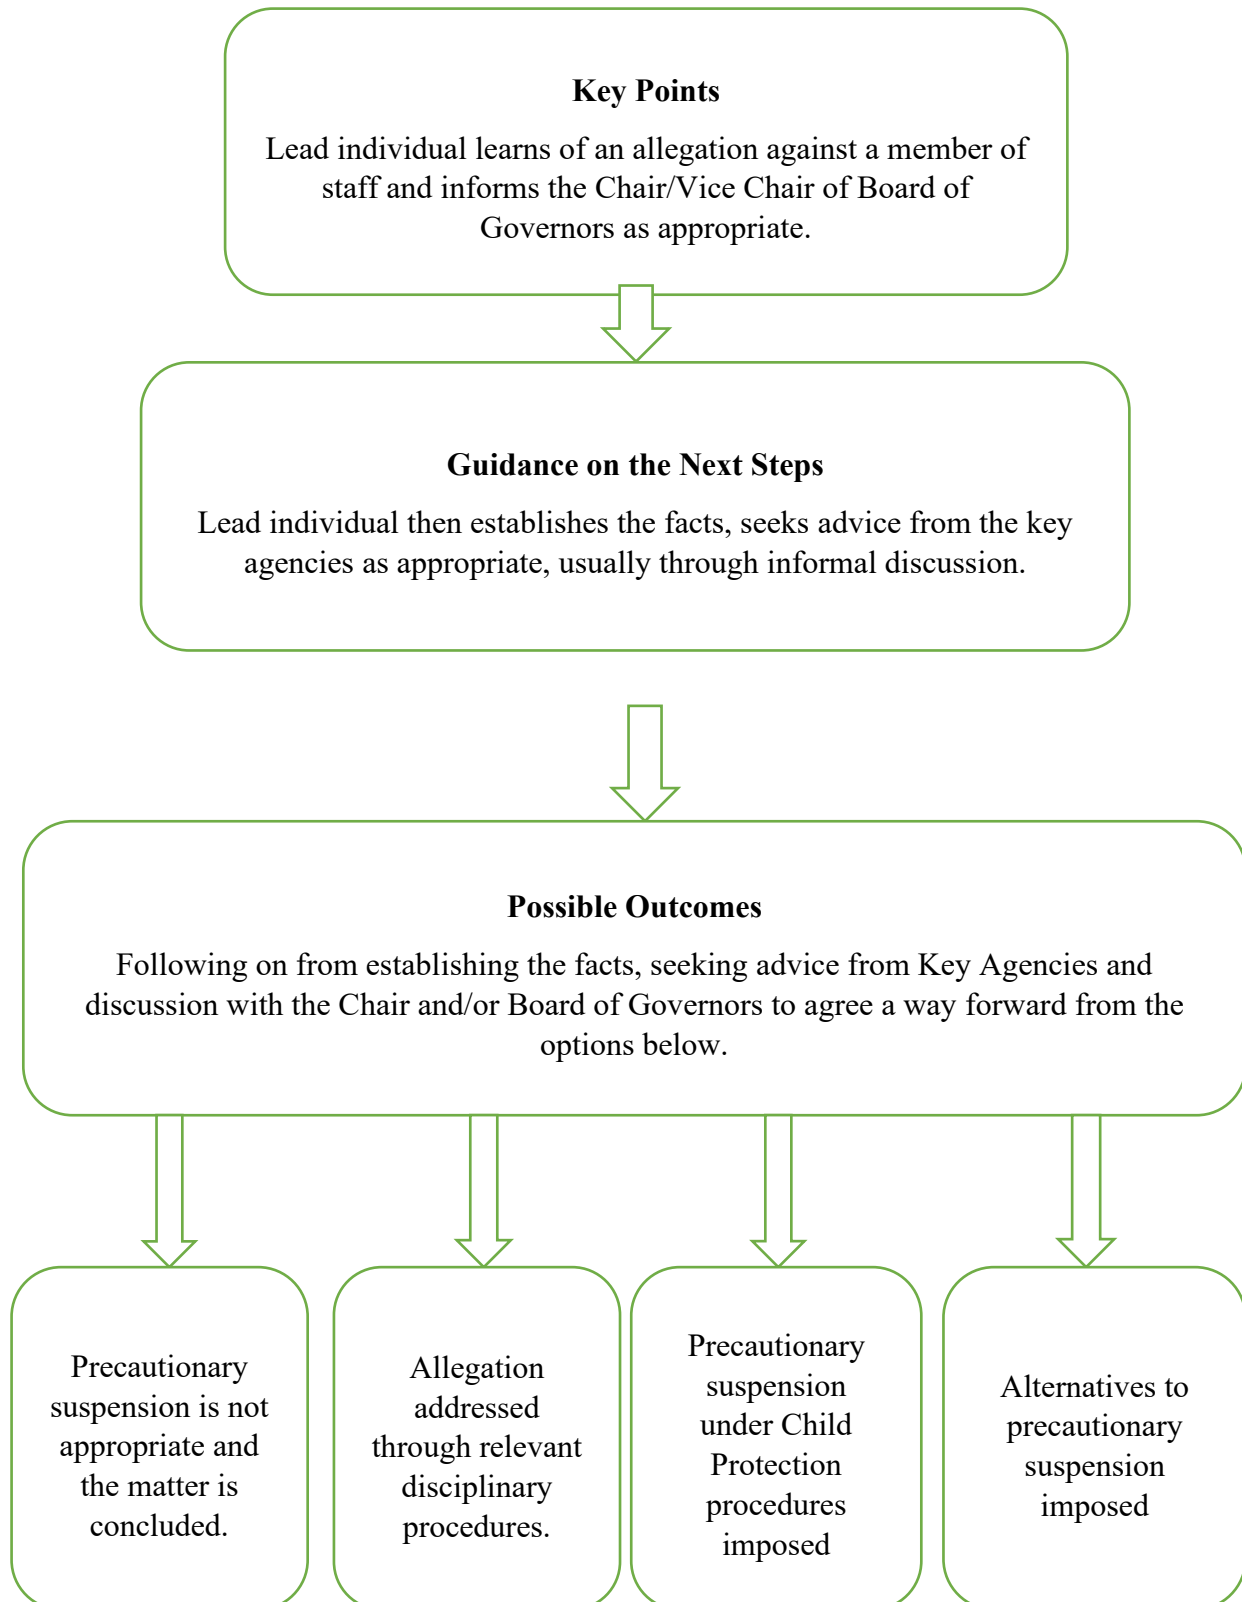 Key Points
Lead individual learns of an allegation against a member of
staff and informs the Chair/Vice Chair of Board of
Governors as appropriate.
Guidance on the Next Steps
Lead individual then establishes the facts, seeks advice from the key
agencies as appropriate, usually through informal discussion.
Possible Outcomes
Following on from establishing the facts, seeking advice from Key Agencies and
discussion with the Chair and/or Board of Governors to agree a way forward from the
options below.
Precautionary
suspension is not
appropriate and
the matter is
concluded.
Allegation
addressed
through relevant
disciplinary
procedures.
Precautionary
suspension
under Child
Protection
procedures
imposed
Alternatives to
precautionary
suspension
imposed